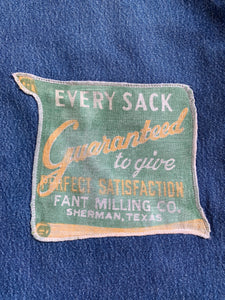 EVERY SACK
Guaranteed
to give
PERFECT SATISFACTION
FANT MILLING CO.
SHERMAN, TEXAS